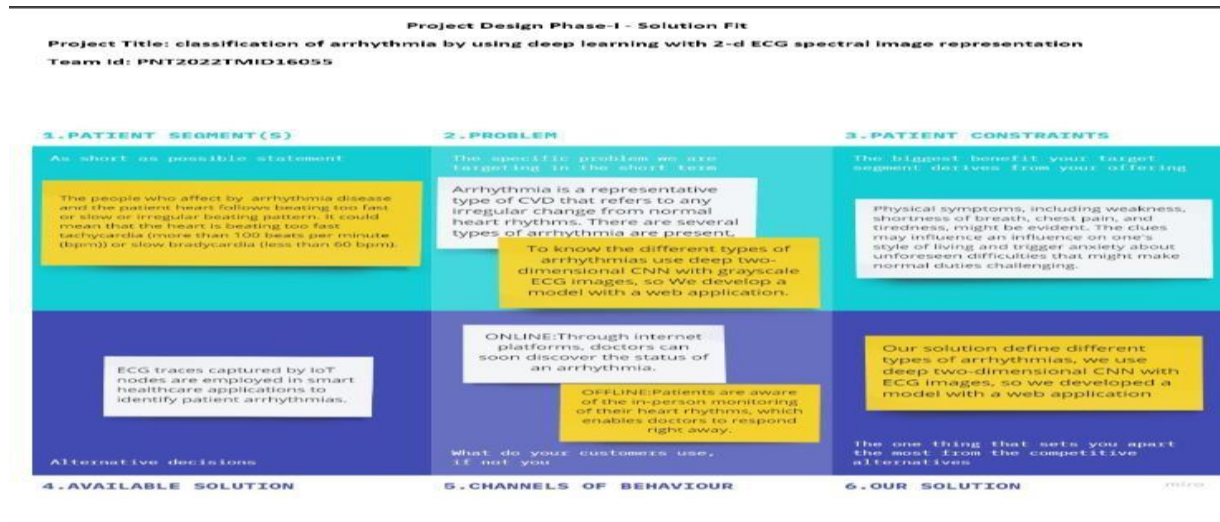 Project Design Phase-I - Solution Fit
Project Title: classification of arrhythmia by using deep learning with 2-d ECG spectral image representation
Team Id: PNT2022TMID16055
1.PATIENT SEGMENT(S)
As short as possible statement
The people who affect by arrhythmia disease
and the patient heart follows beating too fast
or slow or irregular beating pattern. It could
mean that the heart is beating too fast
tachycardia (more than 100 beats per minute
(bpm)) or slow bradycardia (less than 60 bpm).
2.PROBLEM
The specific problem we are
targeting in the short term
Arrhythmia is a representative
type of CVD that refers to any
irregular change from normal
heart rhythms. There are several
types of arrhythmia are present,
To know the different types of
arrhythmias use deep two-
dimensional CNN with grayscale
ECG images, so We develop a
model with a web application.
3.PATIENT CONSTRAINTS
The biggest benefit your target
segment derives from your offering
Physical symptoms, including weakness,
shortness of breath, chest pain, and
tiredness, might be evident. The clues
may influence an influence on one's
style of living and trigger anxiety about
unforeseen difficulties that might make
normal duties challenging.
ECG traces captured by IoT
nodes are employed in smart
healthcare applications to
identify patient arrhythmias.
Alternative decisions
4.AVAILABLE SOLUTION
ONLINE:Through internet
platforms, doctors can
soon discover the status of
an arrhythmia.
OFFLINE:Patients are aware
of the in-person monitoring
of their heart rhythms, which
enables doctors to respond
right away.
What do your customers use,
if not you
5.CHANNELS OF BEHAVIOUR
Our solution define different
types of arrhythmias, we use
deep two-dimensional CNN with
ECG images, so we developed a
model with a web application
The one thing that sets you apart
the most from the competitive
alternatives
6.OUR SOLUTION
miro